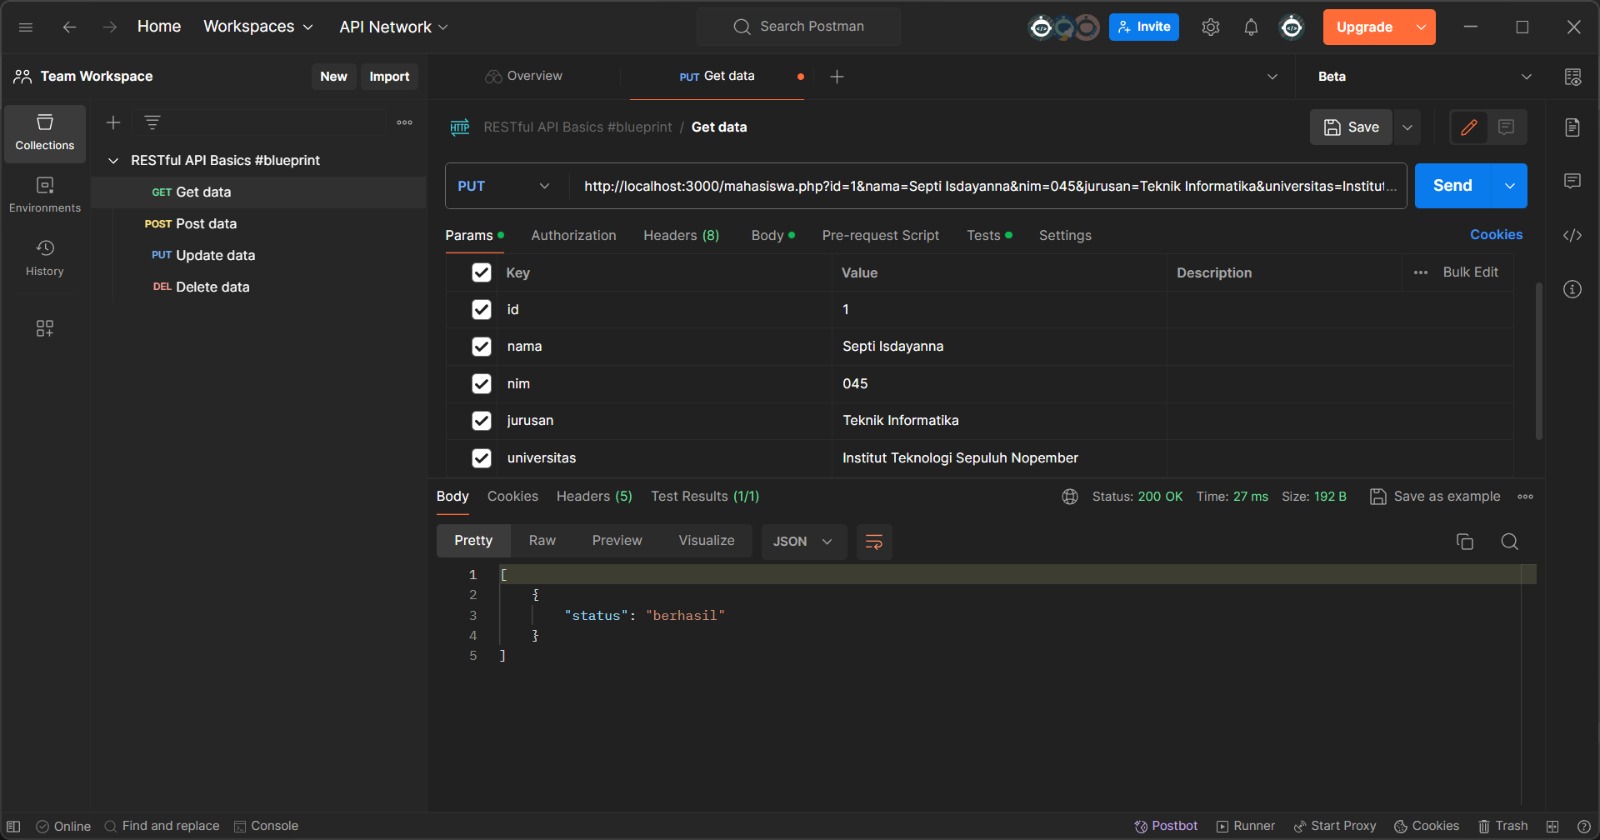 Home
Workspaces
API Network
Search Postman
Invite
Upgrade
Team Workspace
New
Import
Overview
PUT Get data
Beta
Collections
Environments
History
RESTful API Basics #blueprint
GET Get data
POST Post data
PUT Update data
DEL Delete data
HTTP
RESTful API Basics #blueprint / Get data
Save
PUT
http://localhost:3000/mahasiswa.php?id=1&nama=Septi Isdayanna&nim=045&jurusan=Teknik Informatika&universitas=Institut...
Send
Params
Authorization
Headers (8)
Body
Pre-request Script
Tests
Settings
Cookies
Key Value Description Bulk Edit
id 1
nama Septi Isdayanna
nim 045
jurusan Teknik Informatika
universitas Institut Teknologi Sepuluh Nopember
Body Cookies Headers (5) Test Results (1/1)
Status: 200 OK Time: 27 ms Size: 192 B Save as example
Pretty Raw Preview Visualize JSON
1 [
2 {
3 "status": "berhasil"
4 }
5 ]
Online Find and replace Console
Postbot Runner Start Proxy Cookies Trash